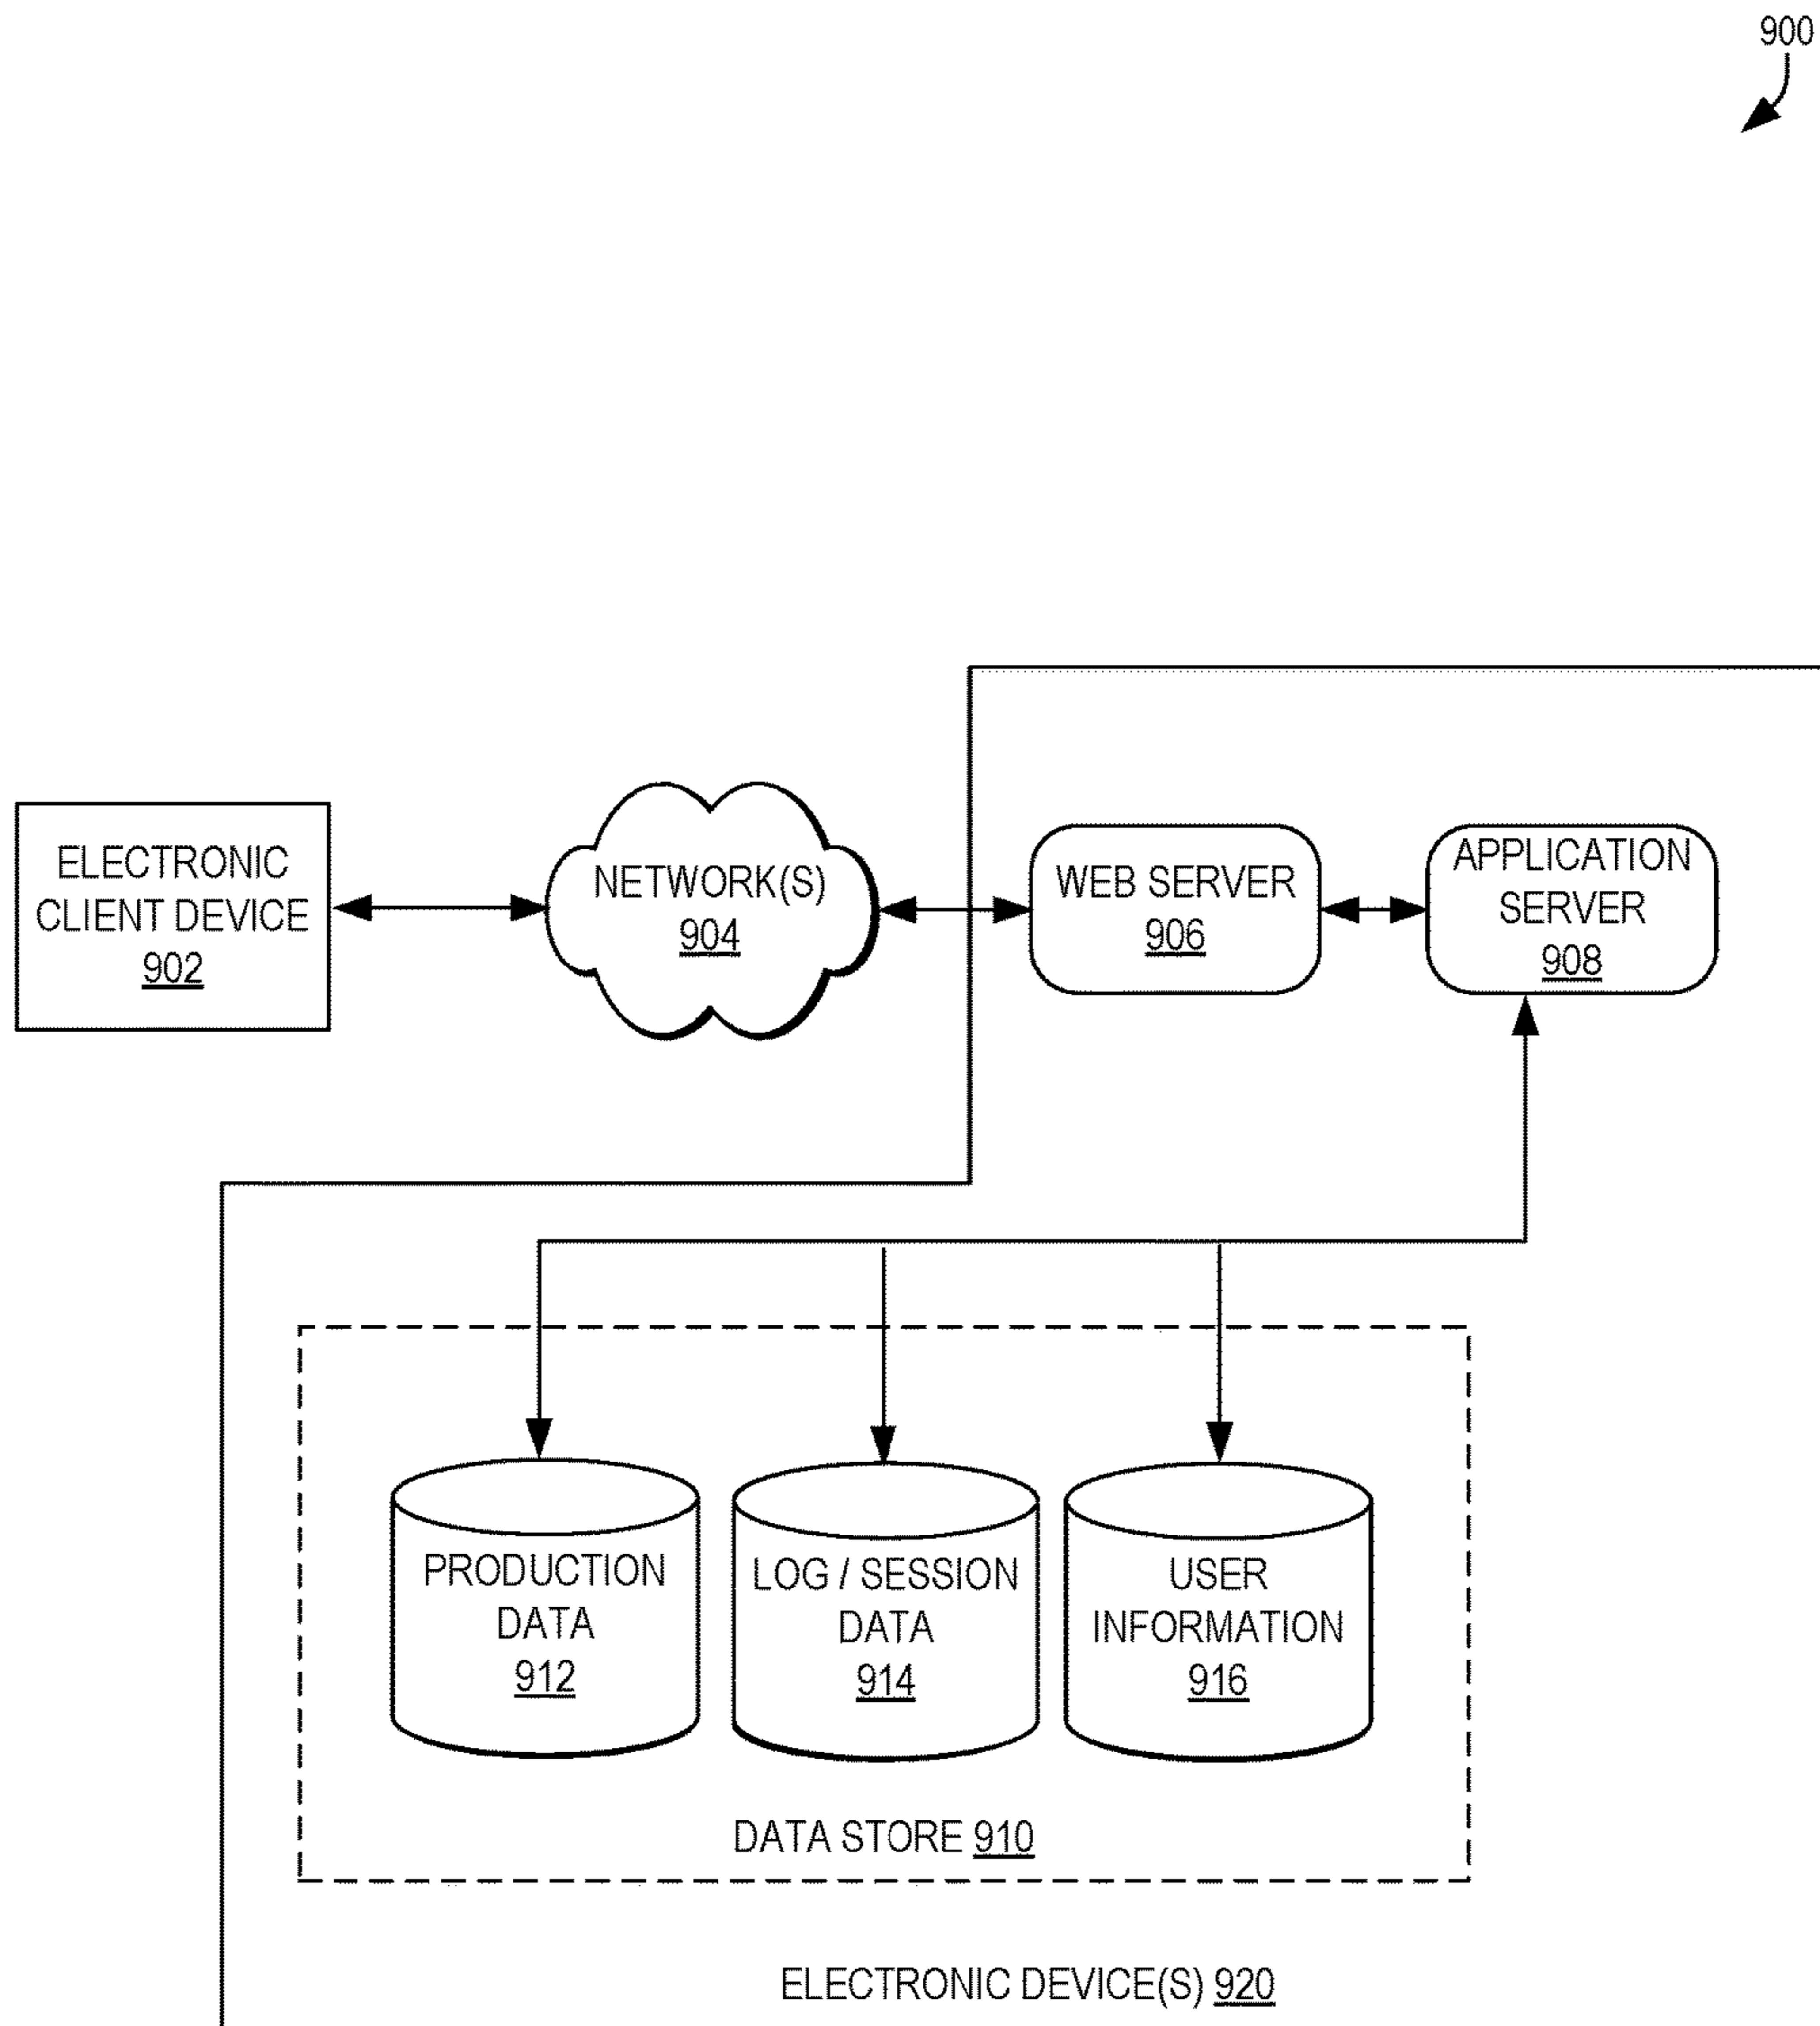 900
ELECTRONIC
CLIENT DEVICE
902
NETWORK(S)
904
WEB SERVER
906
APPLICATION
SERVER
908
PRODUCTION
DATA
912
LOG / SESSION
DATA
914
USER
INFORMATION
916
DATA STORE 910
ELECTRONIC DEVICE(S) 920